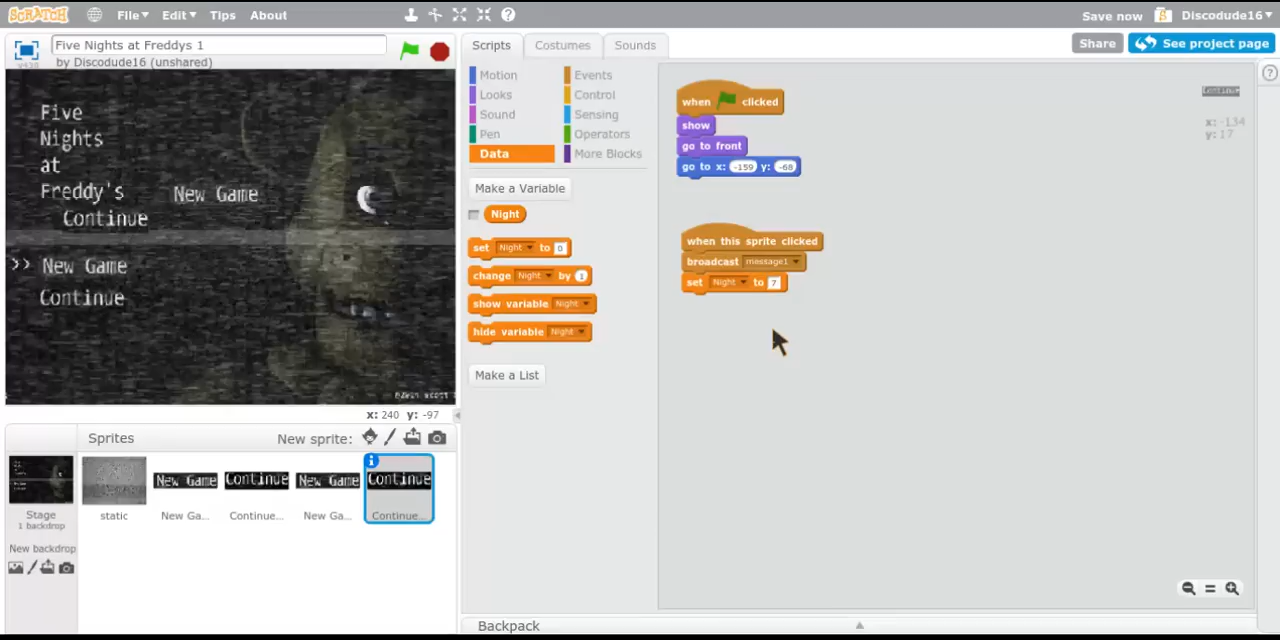 SCRATCH File Edit Tips About Save now Discodude16
Five Nights at Freddys 1
by Discodude16 (unshared)
v430
Scripts Costumes Sounds Share See project page
Five
Nights
at
Freddy's
New Game
Continue
>> New Game
Continue
x: 240 y: -97
Motion Events
Looks Control
Sound Sensing
Pen Operators
Data More Blocks
Make a Variable
Night
set Night to 0
change Night by 1
show variable Night
hide variable Night
Make a List
when clicked
show
go to front
go to x: -159 y: -68
when this sprite clicked
broadcast message1
set Night to 7
Continue
x: -134
y: 17
Sprites New sprite:
New Game Continue New Game Continue
Stage
1 backdrop
static New Ga... Continue... New Ga... Continue...
New backdrop
Backpack